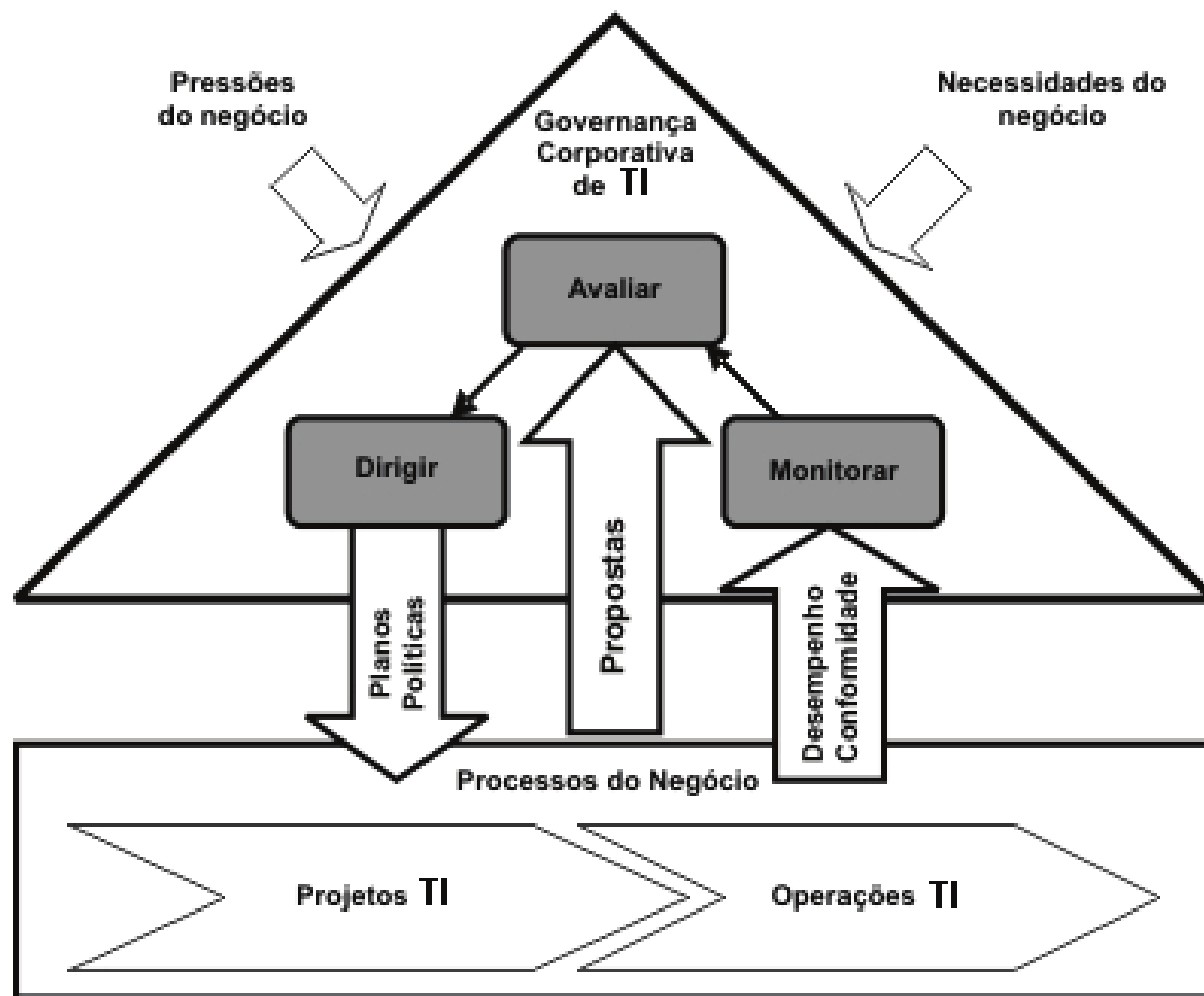 Pressões
do negócio
Necessidades do
negócio
Governança
Corporativa
de TI
Avaliar
Dirigir
Monitorar
Planos
Políticas
Propostas
Desempenho
Conformidade
Processos do Negócio
Projetos TI
Operações TI